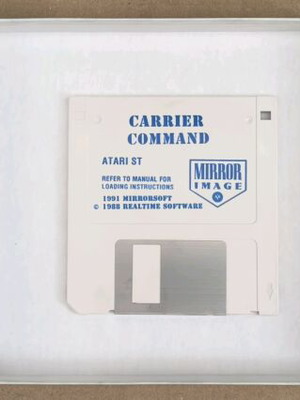 CARRIER
COMMAND
ATARI ST
REFER TO MANUAL FOR
LOADING INSTRUCTIONS
1991 MIRRORSOFT
© 1988 REALTIME SOFTWARE
MIRROR
IMAGE